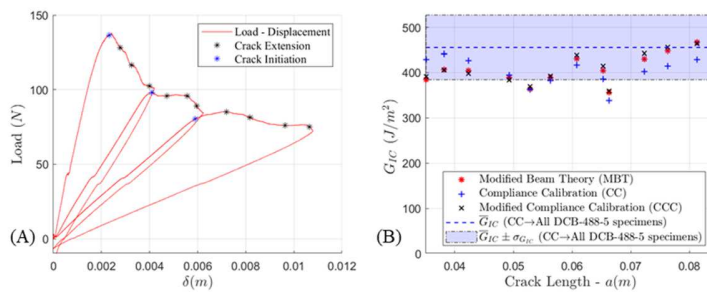 150
100
50
0
Load (N)
(A)
0
0.002
0.004
0.006
0.008
0.01
0.012
δ(m)
Load - Displacement
Crack Extension
Crack Initiation
500
400
300
200
100
0
G_IC (J/m²)
(B)
0.04
0.05
0.06
0.07
0.08
Crack Length - a(m)
Modified Beam Theory (MBT)
Compliance Calibration (CC)
Modified Compliance Calibration (CCC)
G̅_IC (CC→All DCB-488-5 specimens)
G̅_IC ± σ_G_IC (CC→All DCB-488-5 specimens)